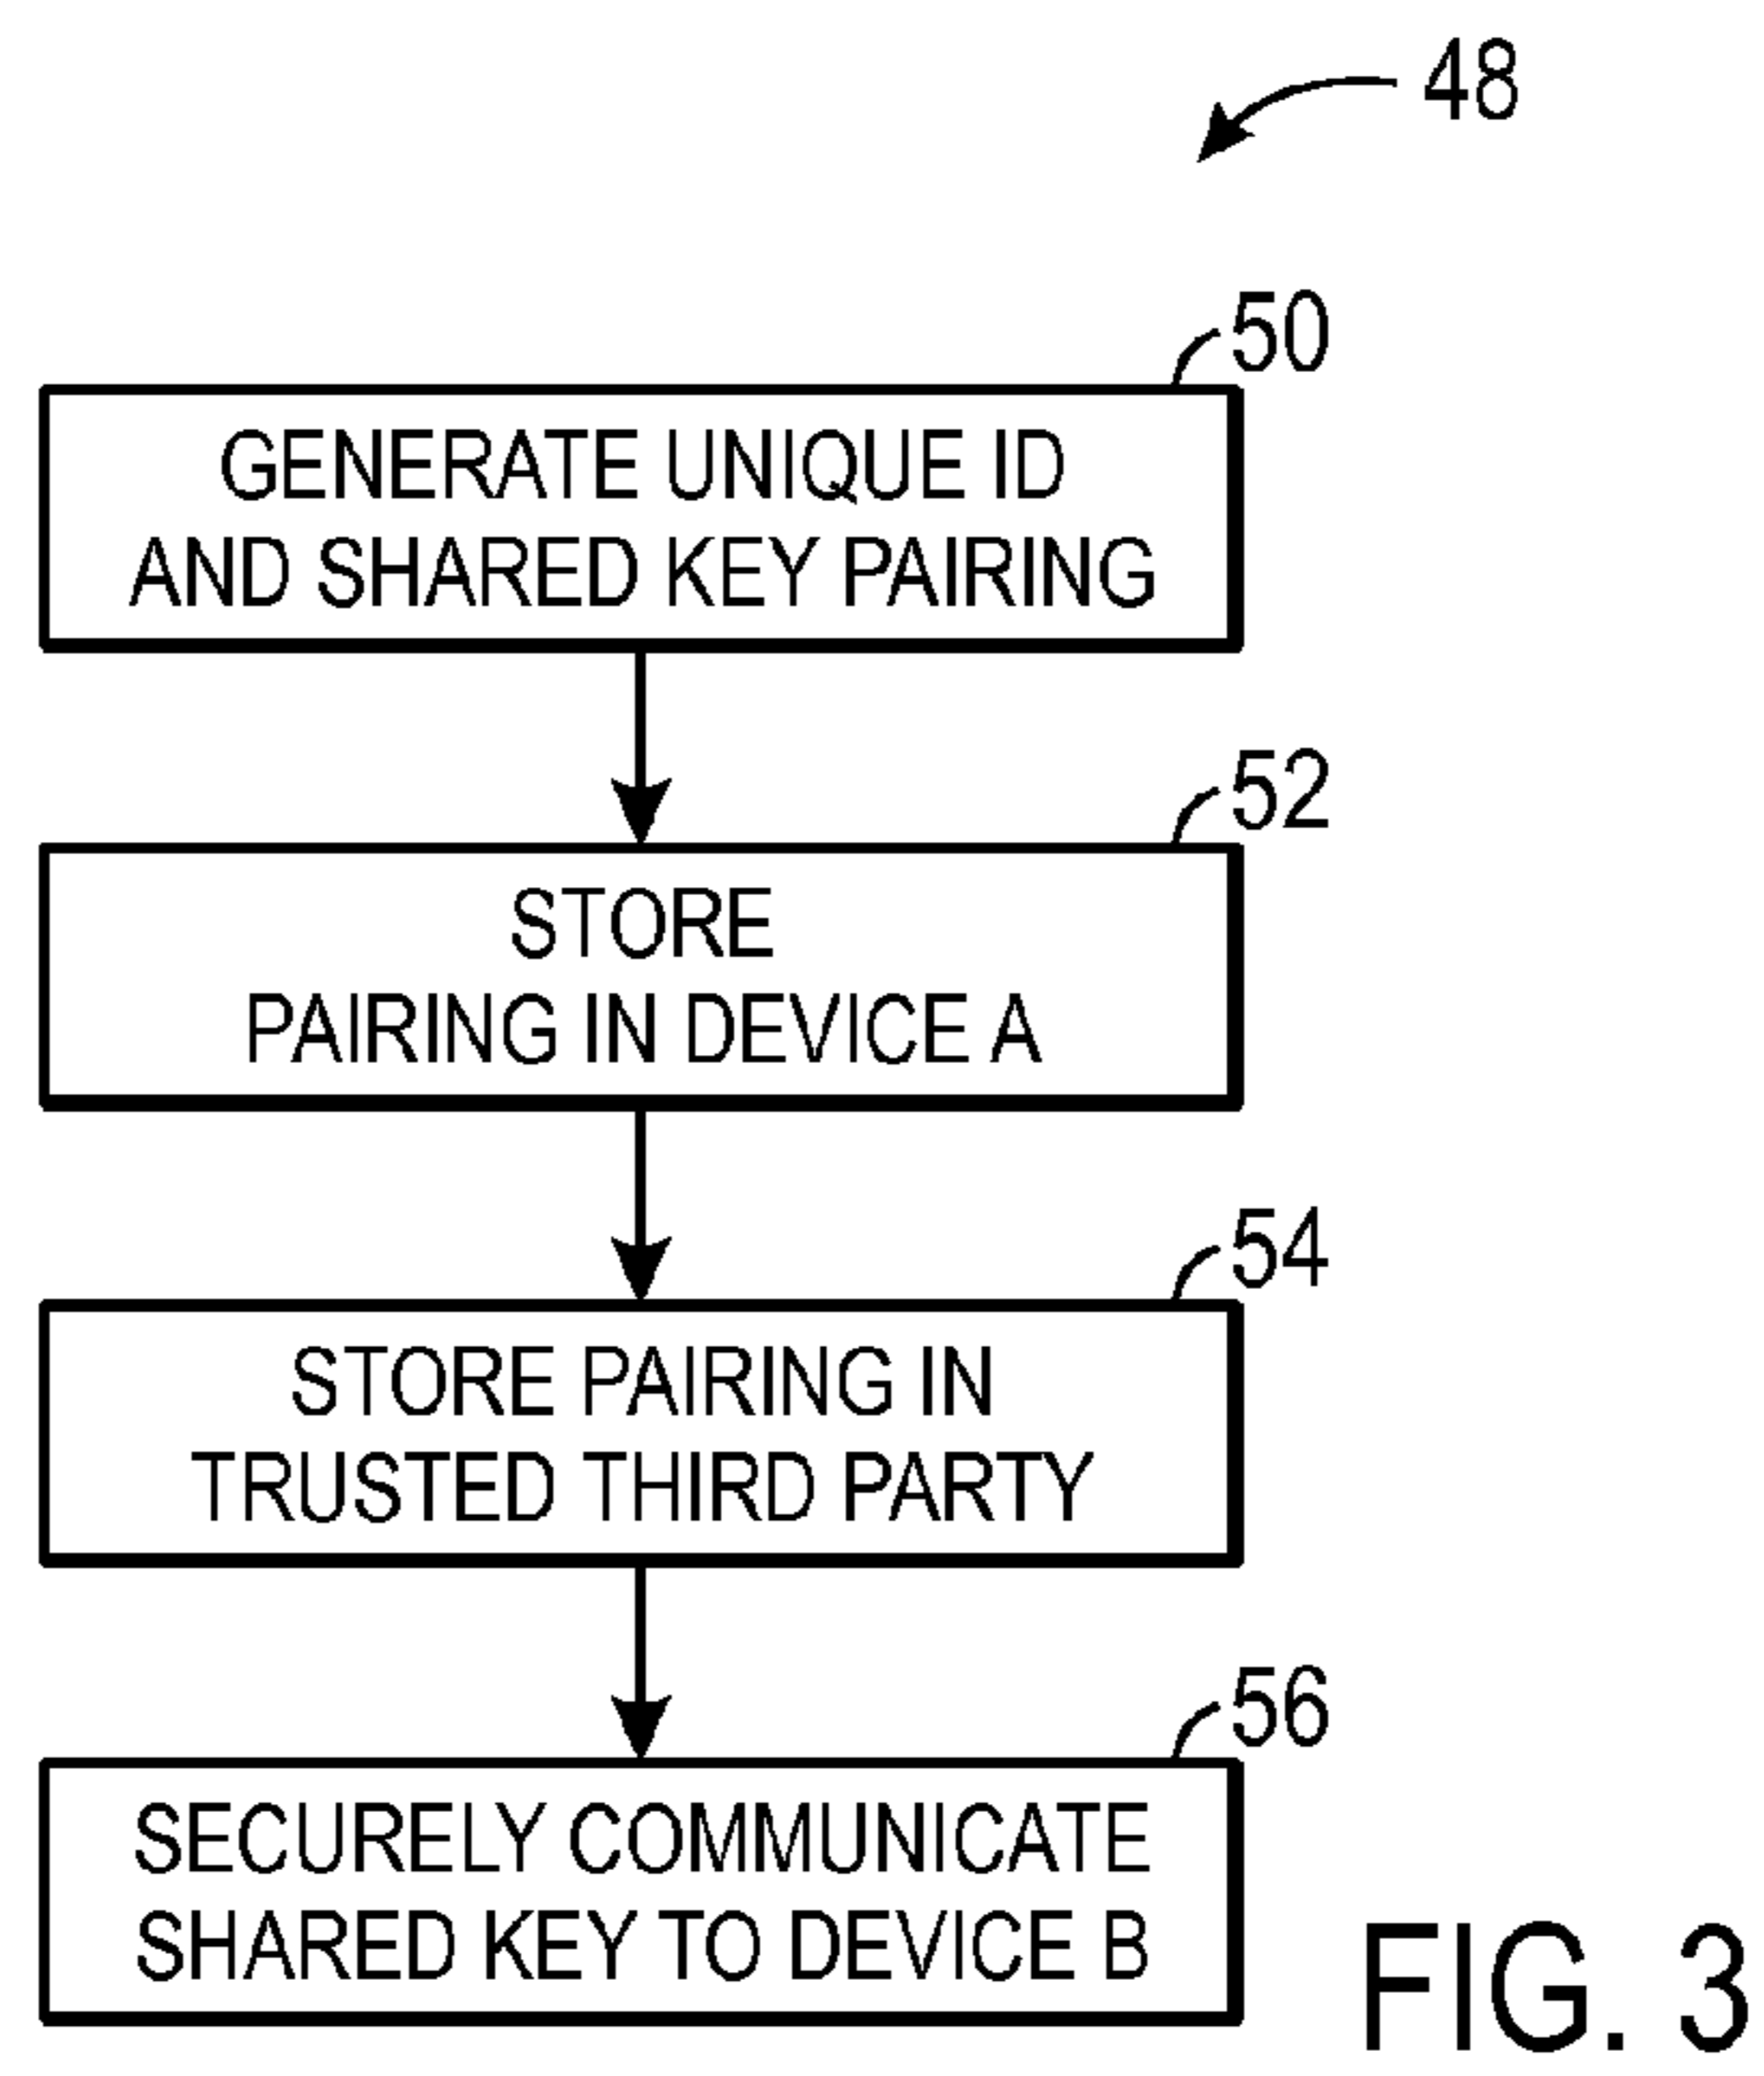 48
50
GENERATE UNIQUE ID
AND SHARED KEY PAIRING
52
STORE
PAIRING IN DEVICE A
54
STORE PAIRING IN
TRUSTED THIRD PARTY
56
SECURELY COMMUNICATE
SHARED KEY TO DEVICE B
FIG. 3